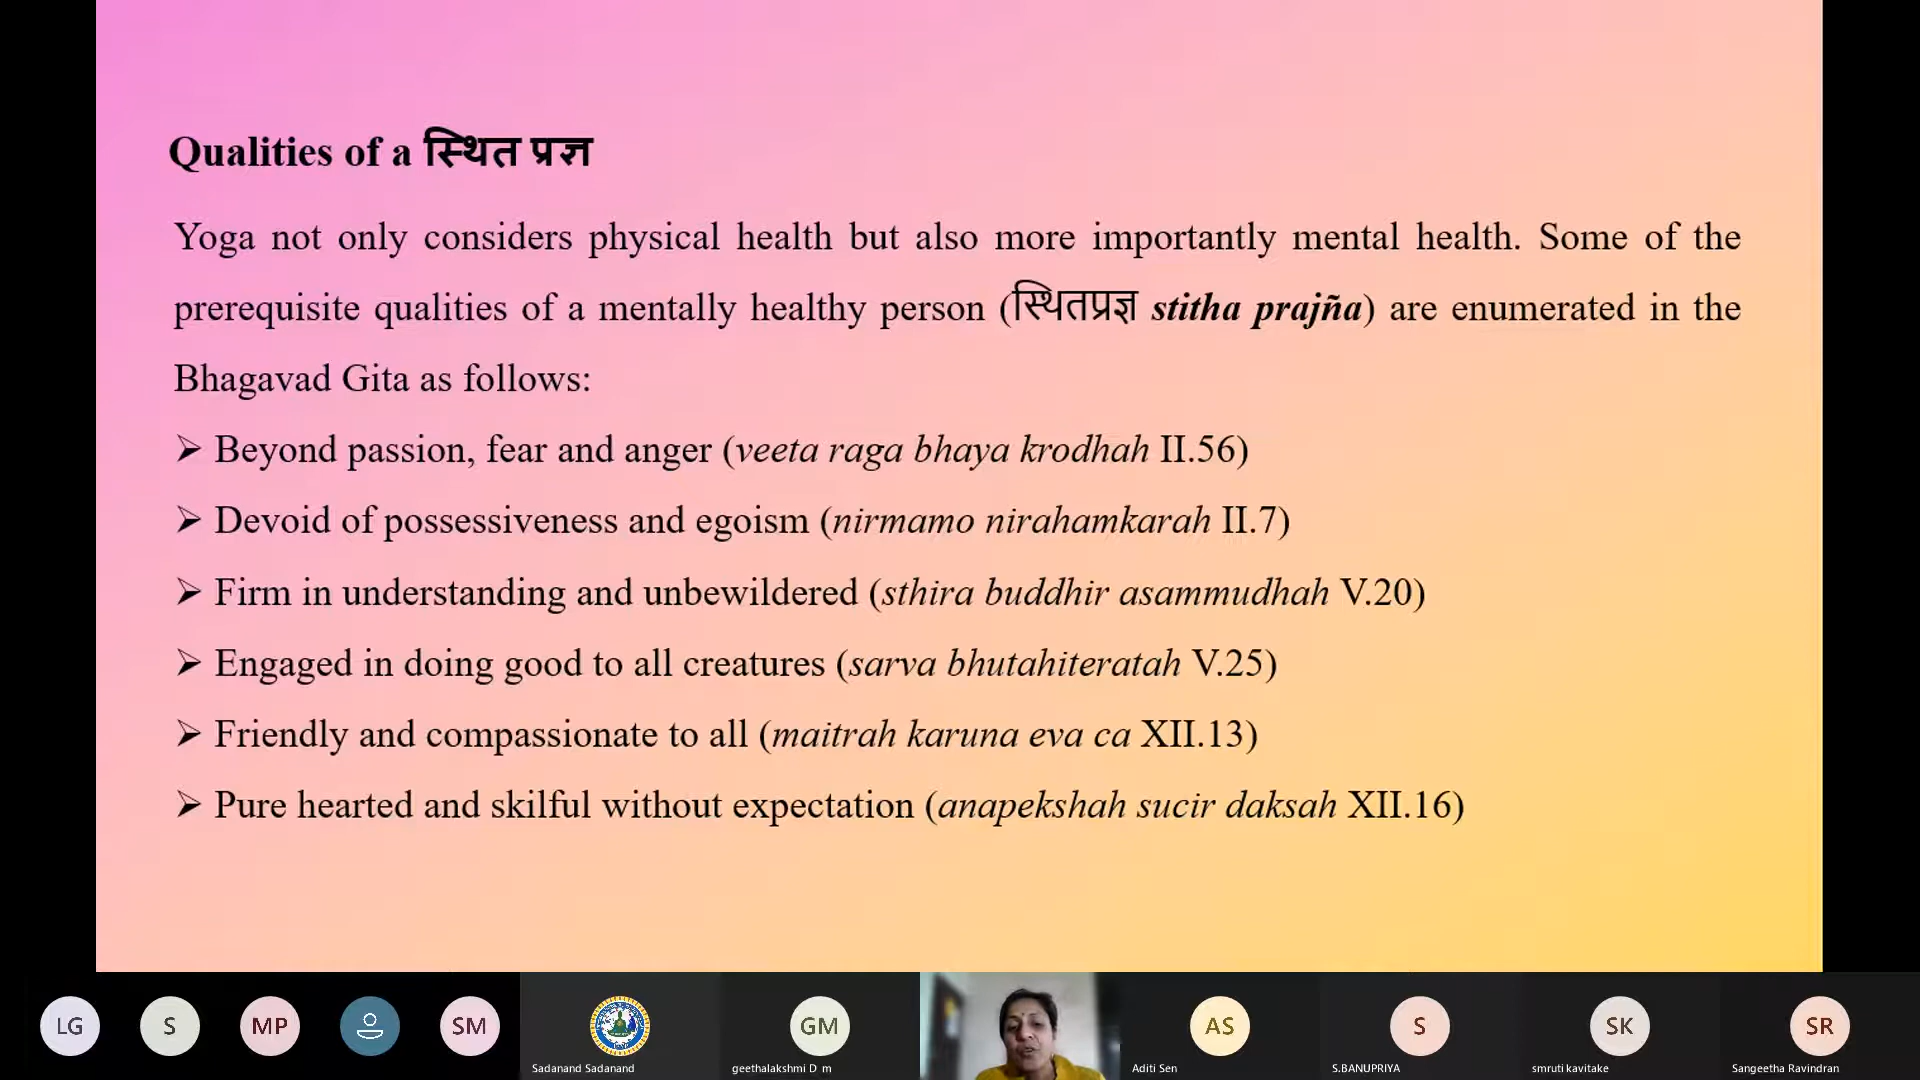 Qualities of a स्थित प्रज्ञ
Yoga not only considers physical health but also more importantly mental health. Some of the
prerequisite qualities of a mentally healthy person (स्थितप्रज्ञ stitha prajña) are enumerated in the
Bhagavad Gita as follows:
➢ Beyond passion, fear and anger (veeta raga bhaya krodhah II.56)
➢ Devoid of possessiveness and egoism (nirmamo nirahamkarah II.7)
➢ Firm in understanding and unbewildered (sthira buddhir asammudhah V.20)
➢ Engaged in doing good to all creatures (sarva bhutahiteratah V.25)
➢ Friendly and compassionate to all (maitrah karuna eva ca XII.13)
➢ Pure hearted and skilful without expectation (anapekshah sucir daksah XII.16)
LG S MP SM GM AS S SK SR
Sadanand Sadanand geethalakshmi D m Aditi Sen S.BANUPRIYA smruti kavitake Sangeetha Ravindran